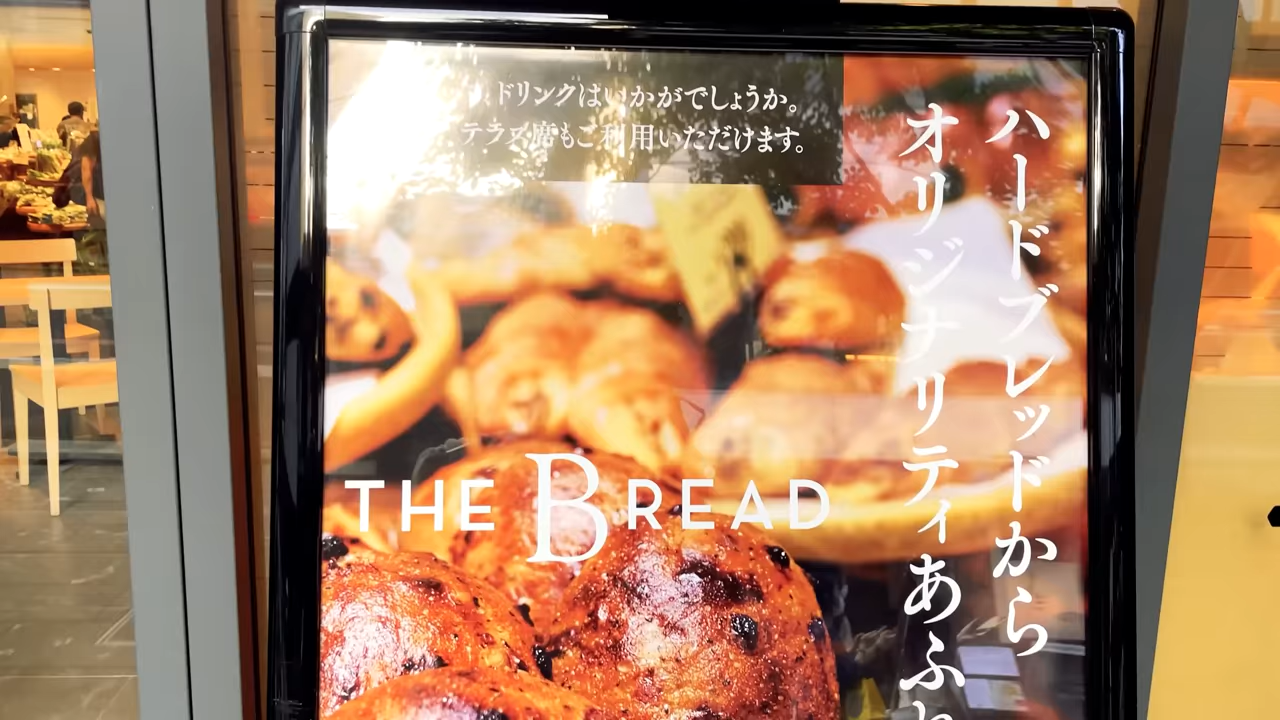 ドリンクはいかがでしょうか。
テラス席もご利用いただけます。
ハードブレッドから
オリジナリティあふ
THE BREAD